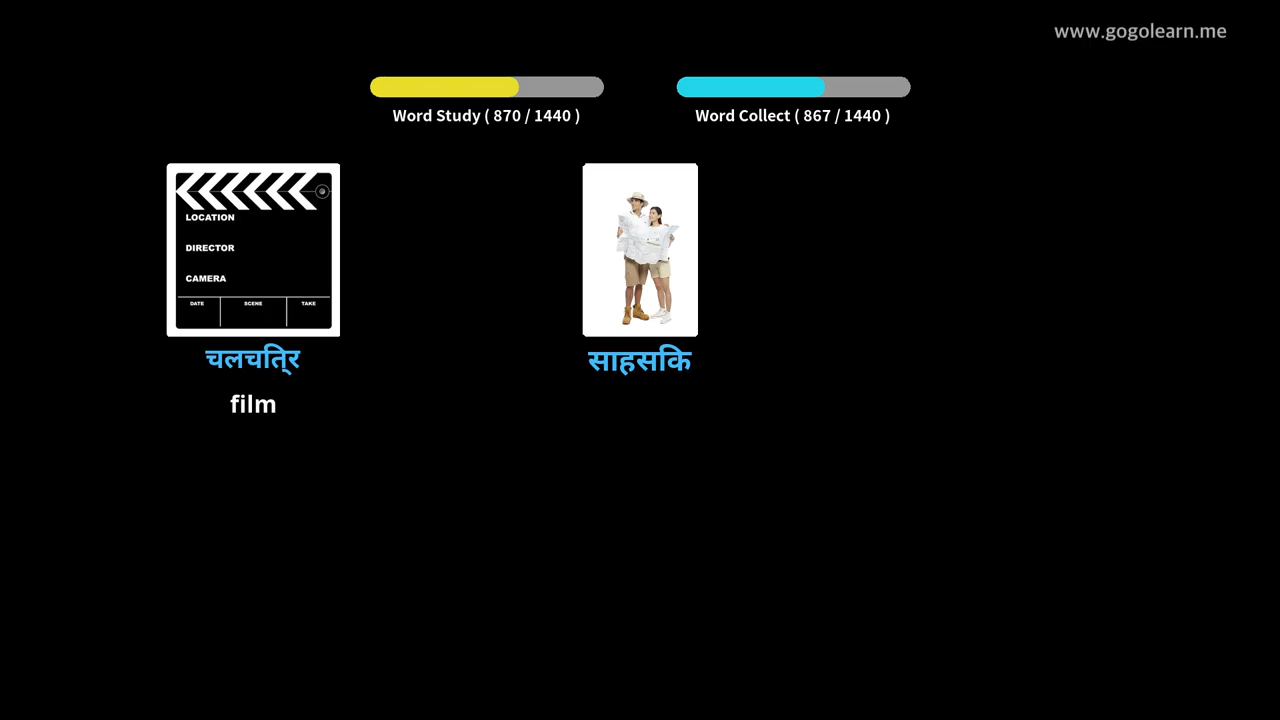 www.gogolearn.me
Word Study ( 870 / 1440 )
Word Collect ( 867 / 1440 )
LOCATION
DIRECTOR
CAMERA
DATE SCENE TAKE
चलचित्र
साहसिक
film